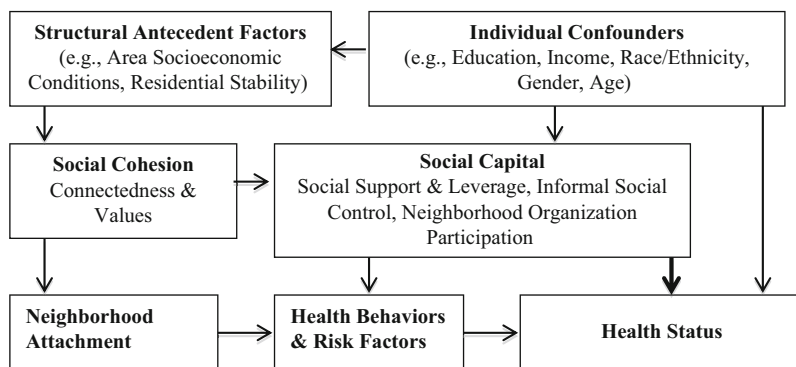 Structural Antecedent Factors
(e.g., Area Socioeconomic
Conditions, Residential Stability)
Individual Confounders
(e.g., Education, Income, Race/Ethnicity,
Gender, Age)
Social Cohesion
Connectedness &
Values
Social Capital
Social Support & Leverage, Informal Social
Control, Neighborhood Organization
Participation
Neighborhood
Attachment
Health Behaviors
& Risk Factors
Health Status